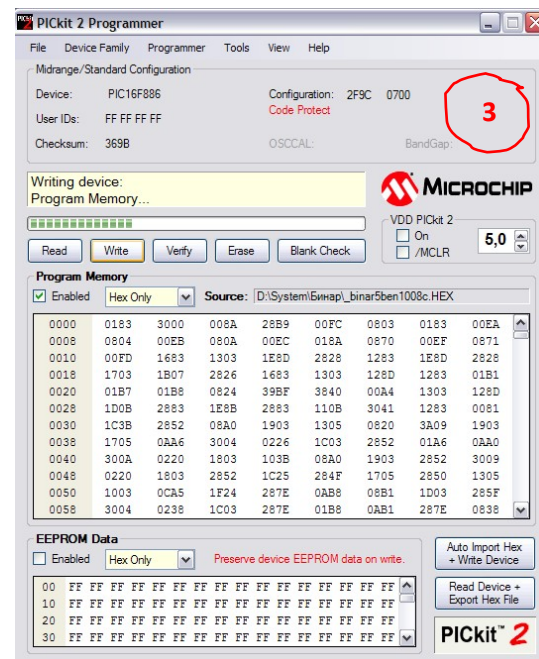 PICkit 2 Programmer
File Device Family Programmer Tools View Help
Midrange/Standard Configuration
Device: PIC16F886 Configuration: 2F9C 0700
User IDs: FF FF FF FF Code Protect
Checksum: 369B OSCCAL: BandGap:
3
Writing device:
Program Memory...
MICROCHIP
VDD PICkit 2
On
/MCLR
5,0
Read Write Verify Erase Blank Check
Program Memory
Enabled Hex Only Source: D:\System\Бинар\_binar5ben1008c.HEX
0000 0183 3000 008A 28B9 00FC 0803 0183 00EA
0008 0804 00EB 080A 00EC 018A 0870 00EF 0871
0010 00FD 1683 1303 1E8D 2828 1283 1E8D 2828
0018 1703 1B07 2826 1683 1303 128D 1283 01B1
0020 01B7 01B8 0824 39BF 3840 00A4 1303 128D
0028 1D0B 2883 1E8B 2883 110B 3041 1283 0081
0030 1C3B 2852 08A0 1903 1305 0820 3A09 1903
0038 1705 0AA6 3004 0226 1C03 2852 01A6 0AA0
0040 300A 0220 1803 103B 08A0 1903 2852 3009
0048 0220 1803 2852 1C25 284F 1705 2850 1305
0050 1003 0CA5 1F24 287E 0AB8 08B1 1D03 285F
0058 3004 0238 1C03 287E 01B8 0AB1 287E 0838
EEPROM Data
Enabled Hex Only Preserve device EEPROM data on write.
00 FF FF FF FF FF FF FF FF FF FF FF FF FF FF FF FF
10 FF FF FF FF FF FF FF FF FF FF FF FF FF FF FF FF
20 FF FF FF FF FF FF FF FF FF FF FF FF FF FF FF FF
30 FF FF FF FF FF FF FF FF FF FF FF FF FF FF FF FF
Auto Import Hex
+ Write Device
Read Device +
Export Hex File
PICkit™ 2